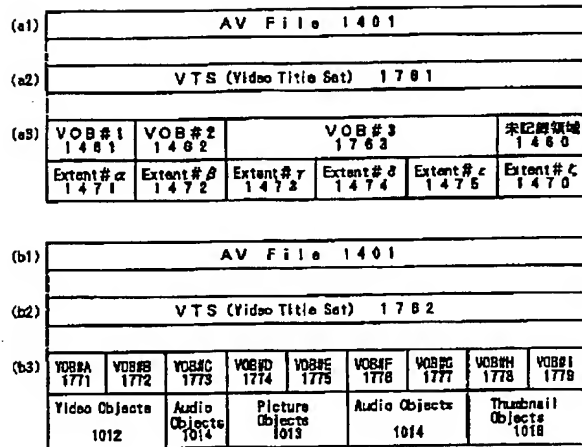 (a1) AV File 1401
(a2) VTS (Video Title Set) 1781
(a3) VOB#1 VOB#2 VOB#3 未記録領域
1461 1462 1763 1460
Extent#α Extent#β Extent#γ Extent#δ Extent#ε Extent#ζ
1471 1472 1473 1474 1475 1470
(b1) AV File 1401
(b2) VTS (Video Title Set) 1782
(b3) VOB#A VOB#B VOB#C VOB#D VOB#E VOB#F VOB#G VOB#H VOB#I
1771 1772 1773 1774 1775 1776 1777 1778 1779
Video Objects Audio Objects Picture Objects Audio Objects Thumbnail Objects
1012 1014 1013 1014 1016